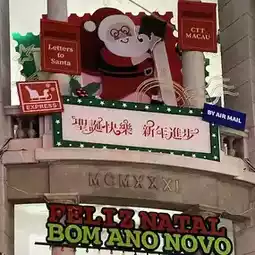 Letters
to
Santa
CTT
MACAU
EXPRESS
BY AIR MAIL
聖誕快樂 新年進步
MCMXXXI
FELIZ NATAL
BOM ANO NOVO